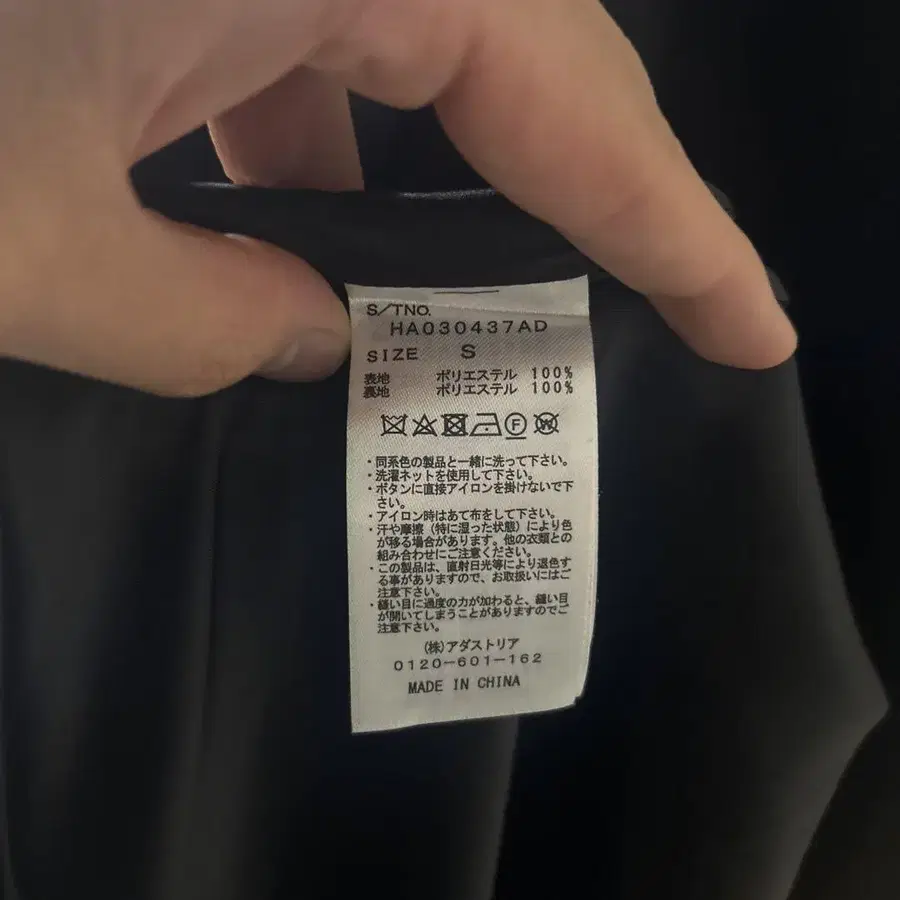 S/TNO.
HA030437AD
SIZE S
表地 ポリエステル 100%
裏地 ポリエステル 100%
F W
・同系色の製品と一緒に洗って下さい。
・洗濯ネットを使用して下さい。
・ボタンに直接アイロンを掛けないで下
さい。
・アイロン時はあて布をして下さい。
・汗や摩擦（特に湿った状態）により色
が移る場合があります。他の衣類との
組み合わせにご注意ください。
・この製品は、直射日光等により退色す
る事がありますので、お取扱いにはご
注意下さい。
・縫い目に過度の力が加わると、縫い目
が開いてしまうことがありますのでご
注意下さい。
(株)アダストリア
0120-601-162
MADE IN CHINA